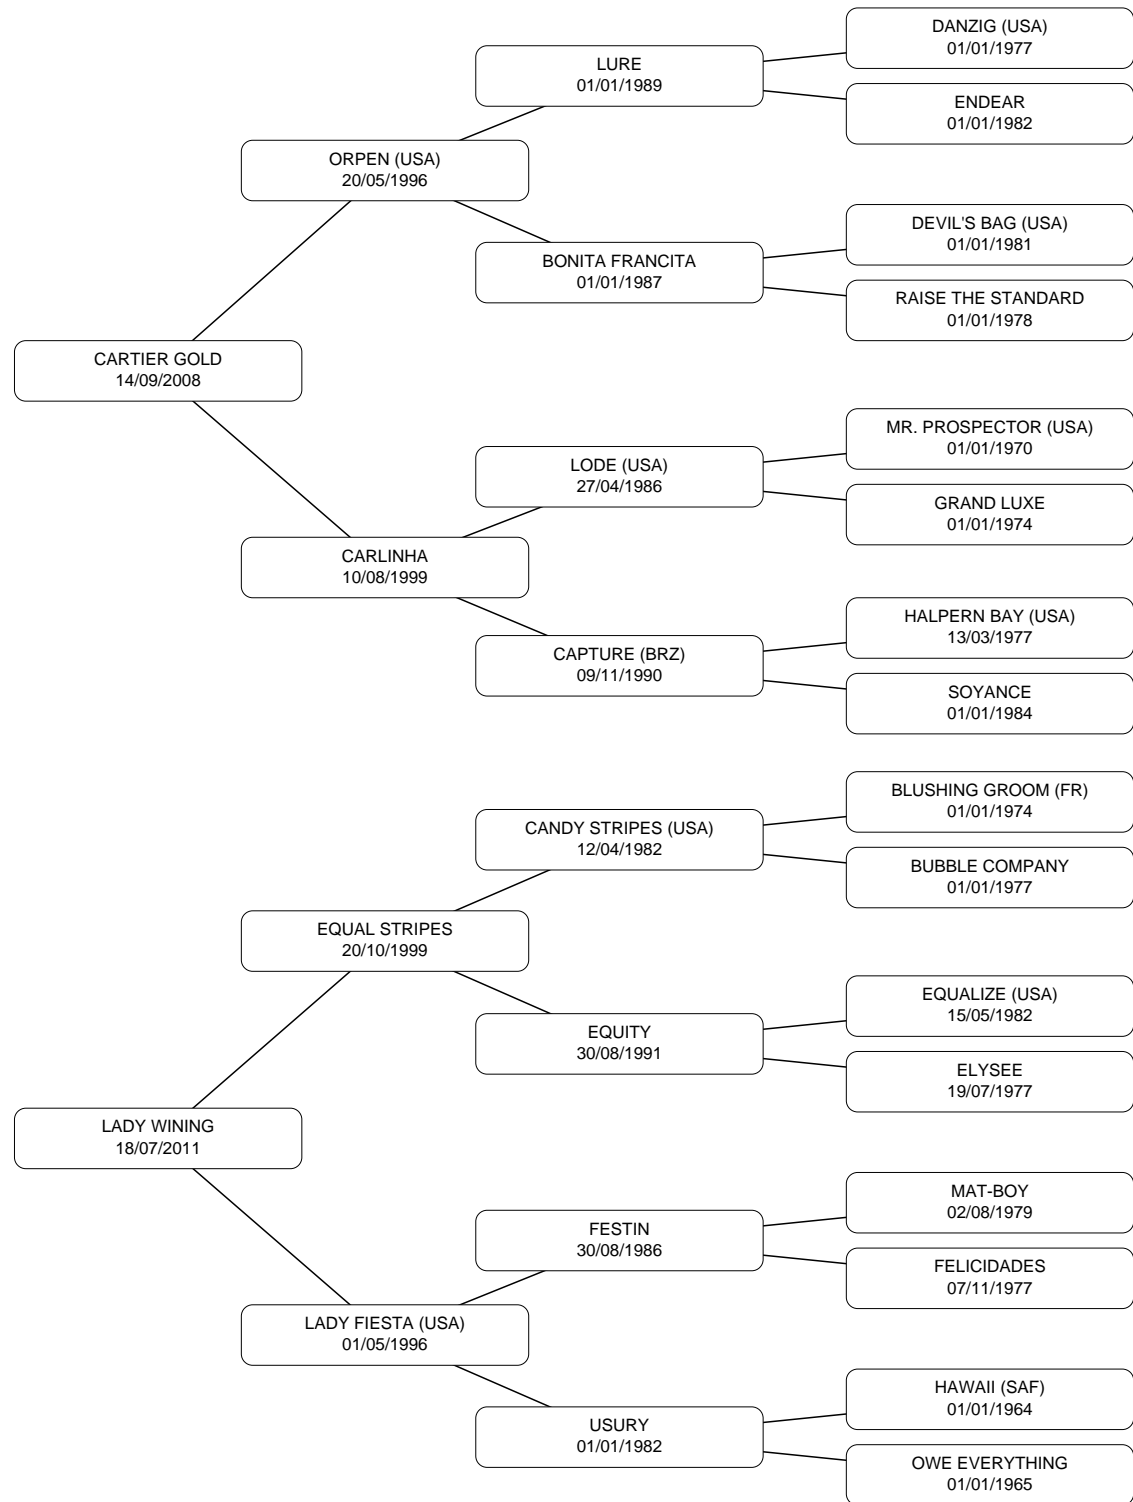 DANZIG (USA)
01/01/1977
LURE
01/01/1989
ENDEAR
01/01/1982
ORPEN (USA)
20/05/1996
DEVIL'S BAG (USA)
01/01/1981
BONITA FRANCITA
01/01/1987
RAISE THE STANDARD
01/01/1978
CARTIER GOLD
14/09/2008
MR. PROSPECTOR (USA)
01/01/1970
LODE (USA)
27/04/1986
GRAND LUXE
01/01/1974
CARLINHA
10/08/1999
HALPERN BAY (USA)
13/03/1977
CAPTURE (BRZ)
09/11/1990
SOYANCE
01/01/1984
BLUSHING GROOM (FR)
01/01/1974
CANDY STRIPES (USA)
12/04/1982
BUBBLE COMPANY
01/01/1977
EQUAL STRIPES
20/10/1999
EQUALIZE (USA)
15/05/1982
EQUITY
30/08/1991
ELYSEE
19/07/1977
LADY WINING
18/07/2011
MAT-BOY
02/08/1979
FESTIN
30/08/1986
FELICIDADES
07/11/1977
LADY FIESTA (USA)
01/05/1996
HAWAII (SAF)
01/01/1964
USURY
01/01/1982
OWE EVERYTHING
01/01/1965